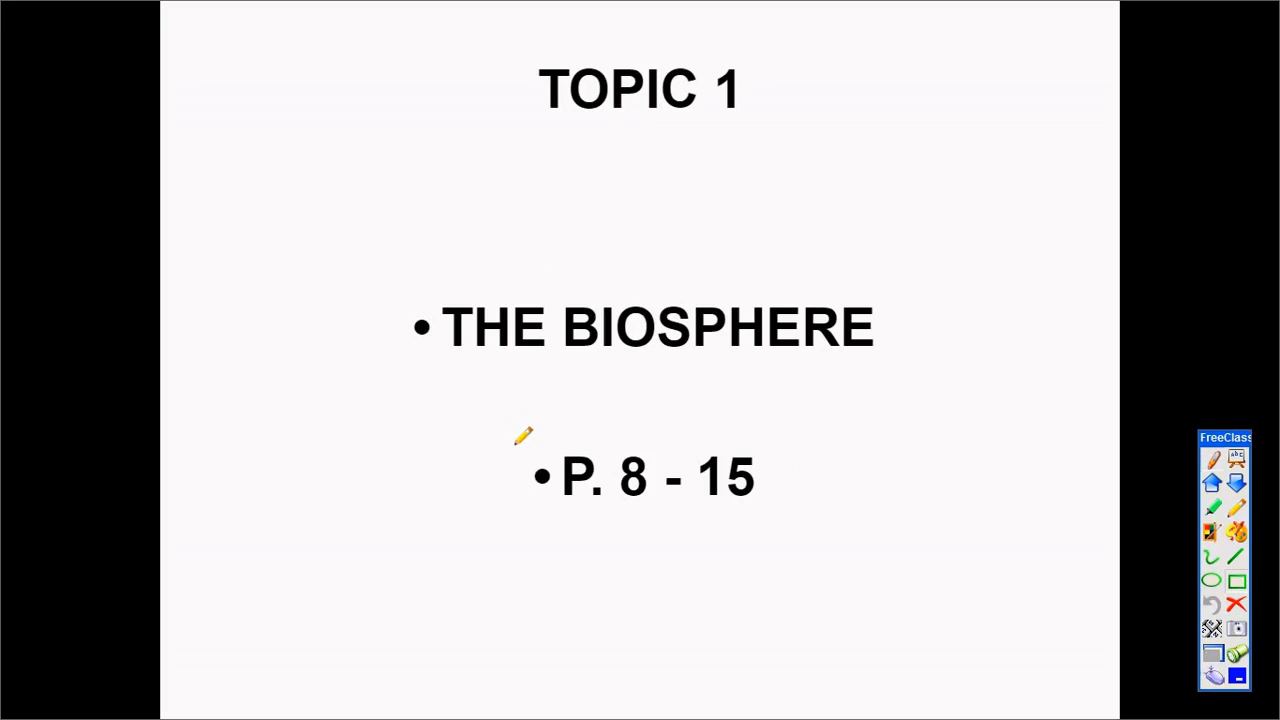 TOPIC 1
• THE BIOSPHERE
• P. 8 - 15
FreeClass